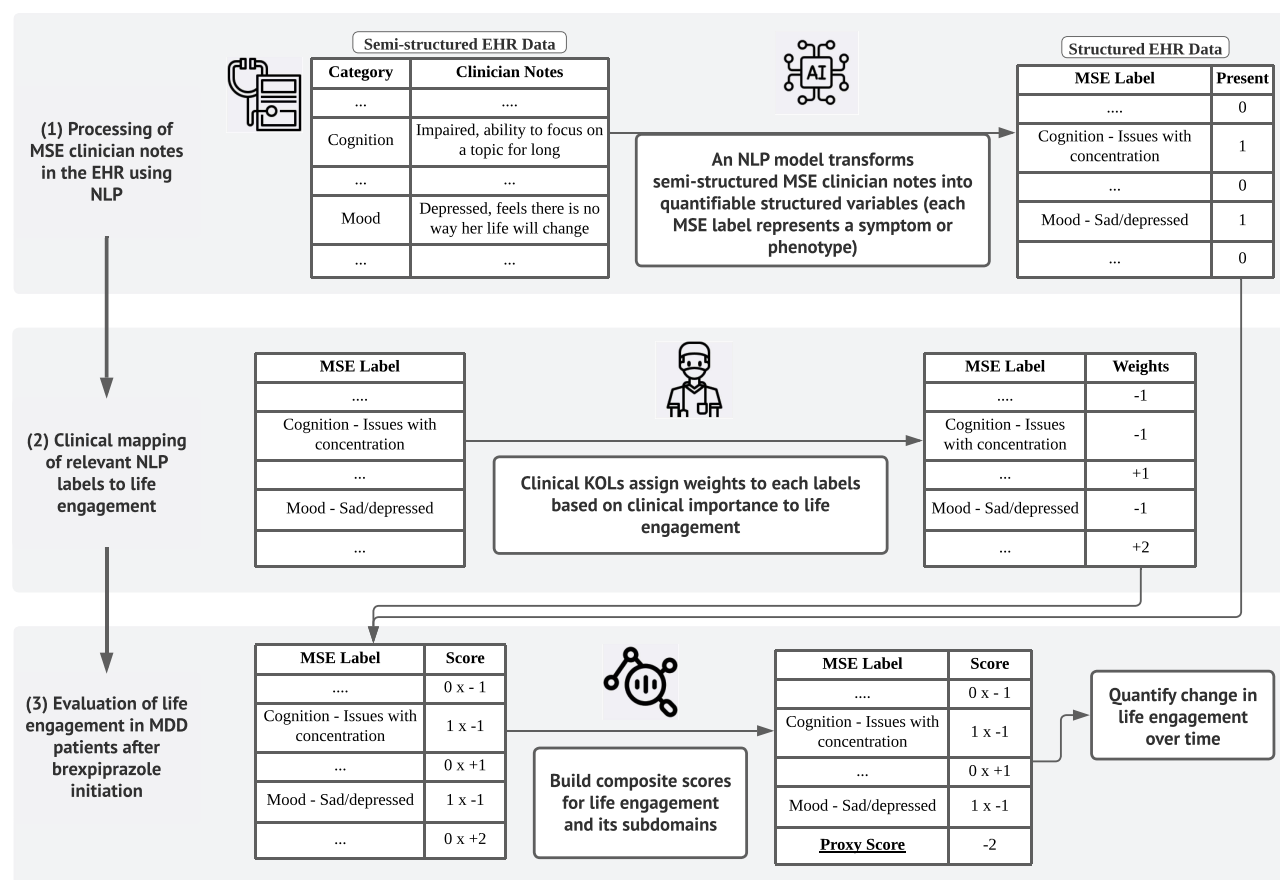 (1) Processing of
MSE clinician notes
in the EHR using
NLP
Semi-structured EHR Data
Category Clinician Notes
... ....
Cognition Impaired, ability to focus on
a topic for long
... ...
Mood Depressed, feels there is no
way her life will change
... ...
AI
An NLP model transforms
semi-structured MSE clinician notes into
quantifiable structured variables (each
MSE label represents a symptom or
phenotype)
Structured EHR Data
MSE Label Present
.... 0
Cognition - Issues with
concentration 1
... 0
Mood - Sad/depressed 1
... 0
(2) Clinical mapping
of relevant NLP
labels to life
engagement
MSE Label
....
Cognition - Issues with
concentration
...
Mood - Sad/depressed
...
Clinical KOLs assign weights to each labels
based on clinical importance to life
engagement
MSE Label Weights
.... -1
Cognition - Issues
with concentration -1
... +1
Mood - Sad/depressed -1
... +2
(3) Evaluation of life
engagement in MDD
patients after
brexpiprazole
initiation
MSE Label Score
.... 0 x - 1
Cognition - Issues with
concentration 1 x -1
... 0 x +1
Mood - Sad/depressed 1 x -1
... 0 x +2
Build composite scores
for life engagement
and its subdomains
MSE Label Score
.... 0 x - 1
Cognition - Issues with
concentration 1 x -1
... 0 x +1
Mood - Sad/depressed 1 x -1
Proxy Score -2
Quantify change in
life engagement
over time